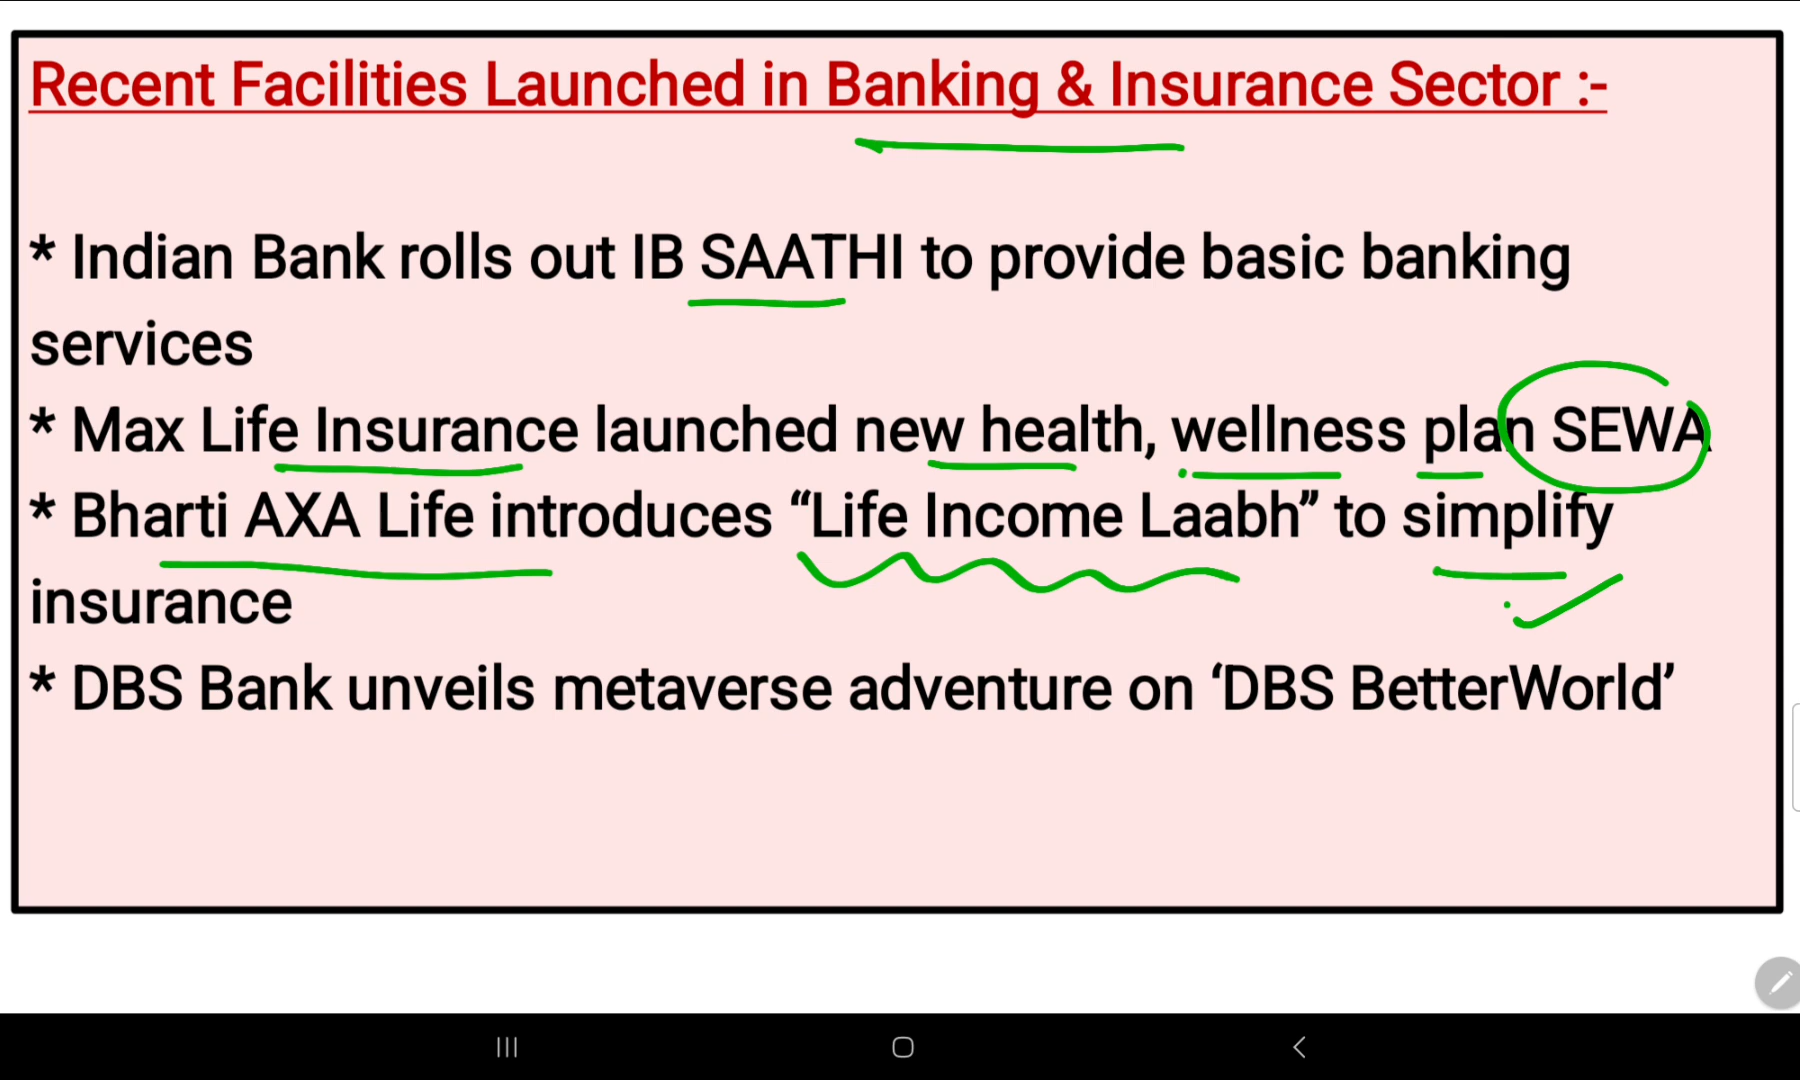 Recent Facilities Launched in Banking & Insurance Sector :-
* Indian Bank rolls out IB SAATHI to provide basic banking
services
* Max Life Insurance launched new health, wellness plan SEWA
* Bharti AXA Life introduces “Life Income Laabh” to simplify
insurance
* DBS Bank unveils metaverse adventure on ‘DBS BetterWorld’